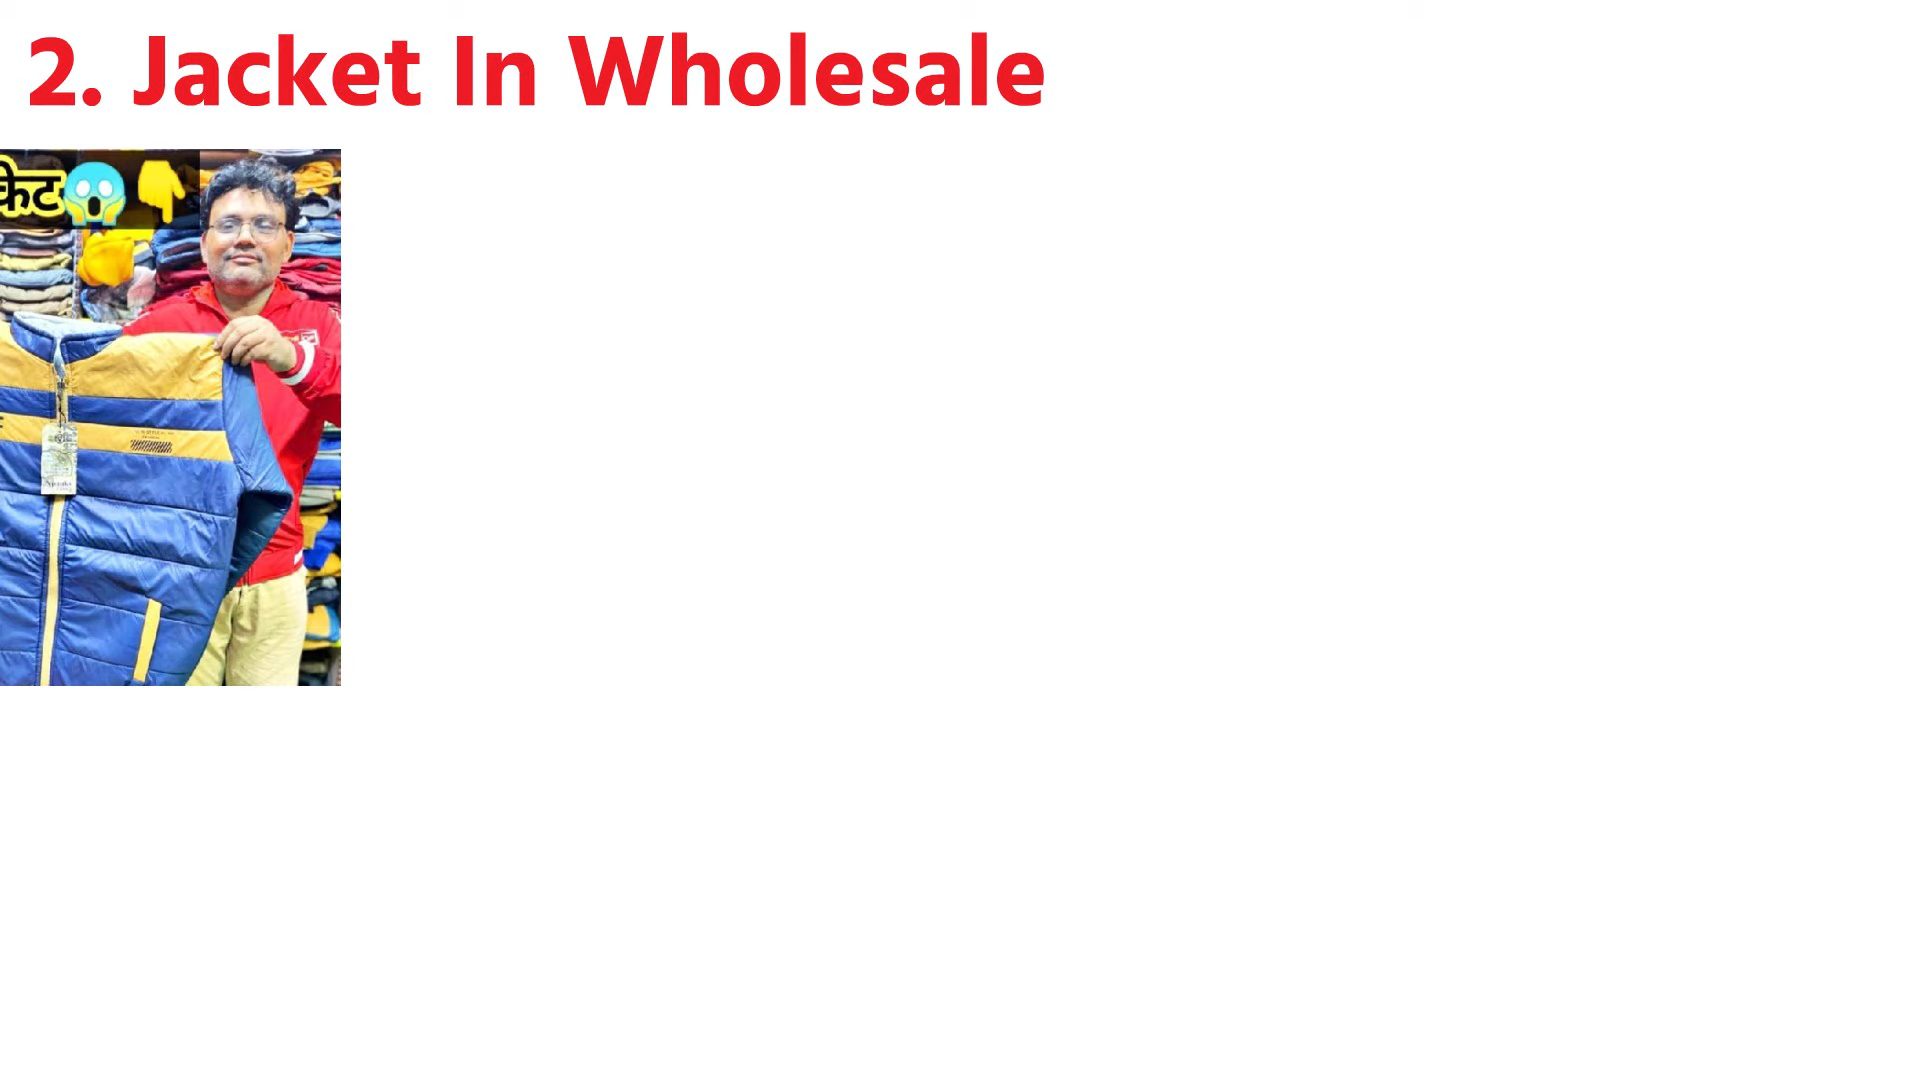 2. Jacket In Wholesale
केट😱👇